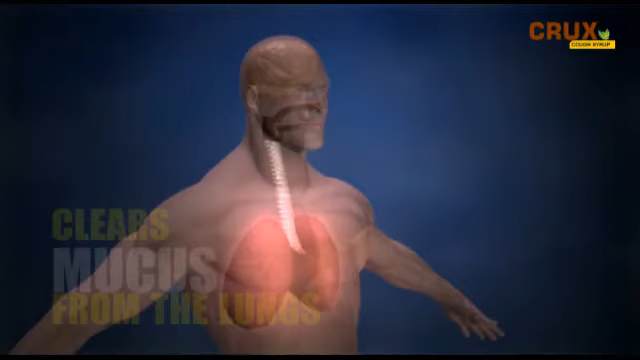 CRUX
COUGH SYRUP
CLEARS
MUCUS
FROM THE LUNGS